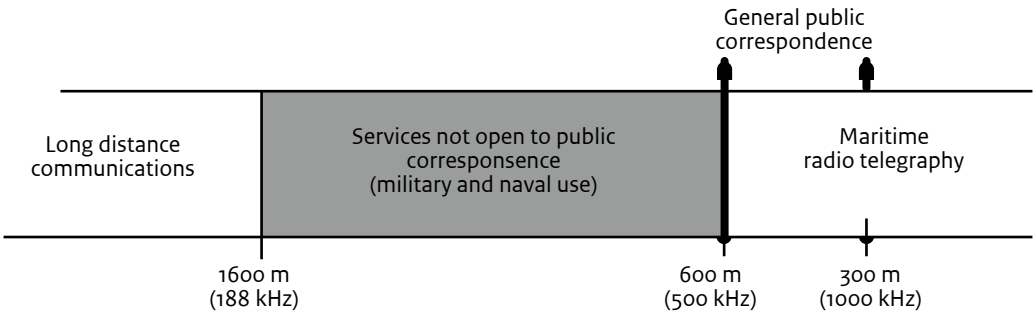 General public
correspondence
Long distance
communications
Services not open to public
corresponsence
(military and naval use)
Maritime
radio telegraphy
1600 m
(188 kHz)
600 m
(500 kHz)
300 m
(1000 kHz)